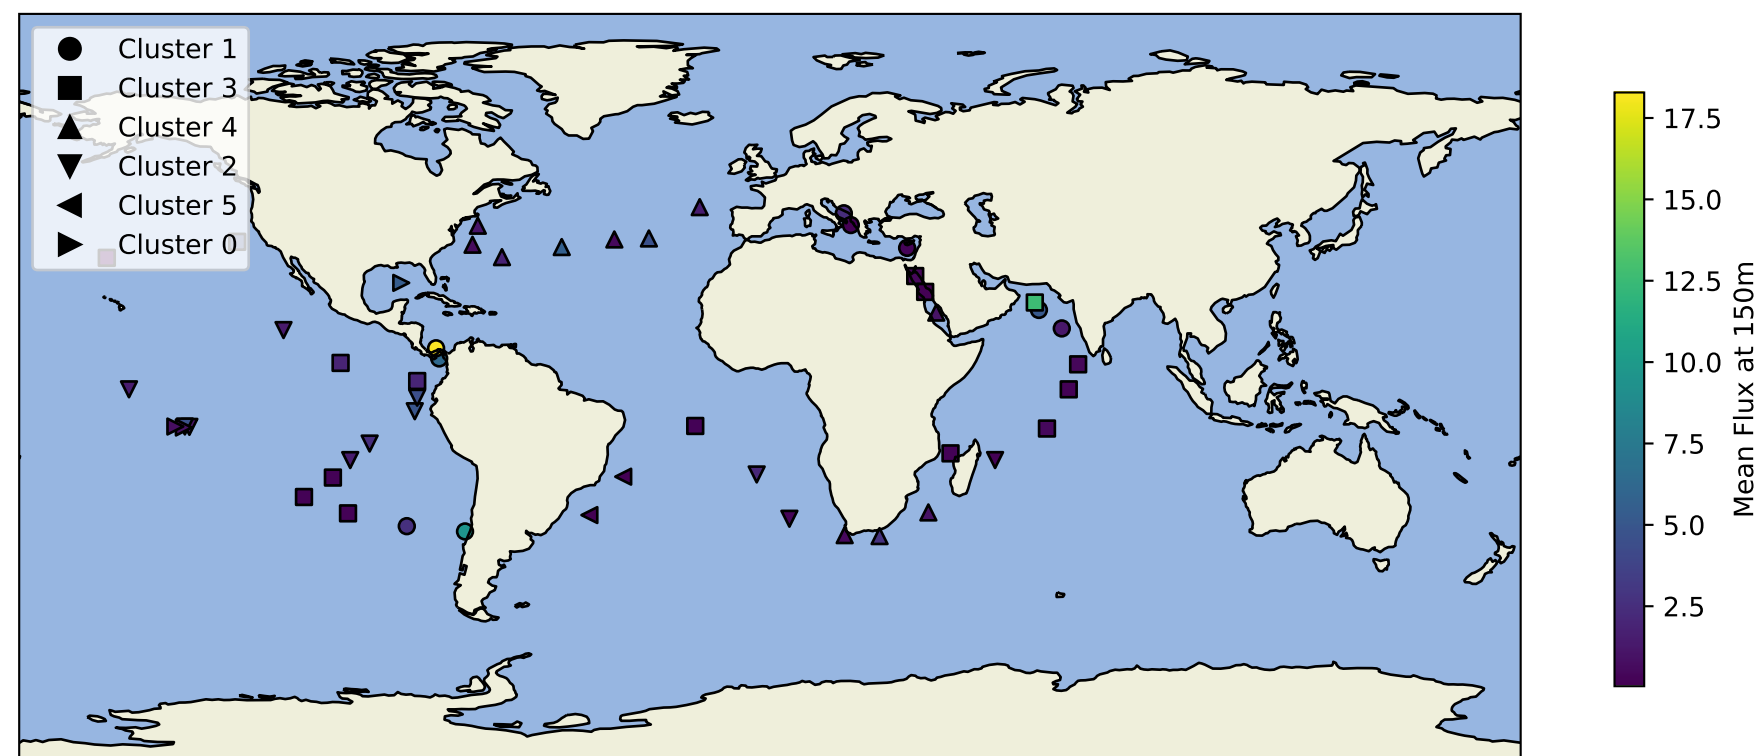 Cluster 1
Cluster 3
Cluster 4
Cluster 2
Cluster 5
Cluster 0
17.5
15.0
12.5
10.0
7.5
5.0
2.5
Mean Flux at 150m